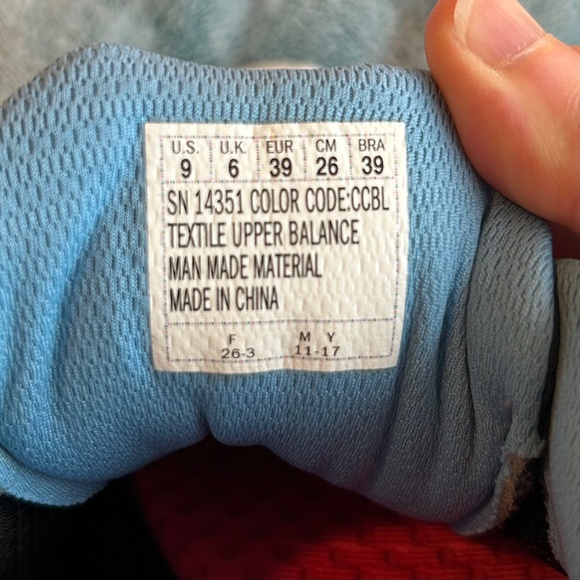 U.S. U.K. EUR CM BRA
9 6 39 26 39
SN 14351 COLOR CODE:CCBL
TEXTILE UPPER BALANCE
MAN MADE MATERIAL
MADE IN CHINA
F M Y
26-3 11-17